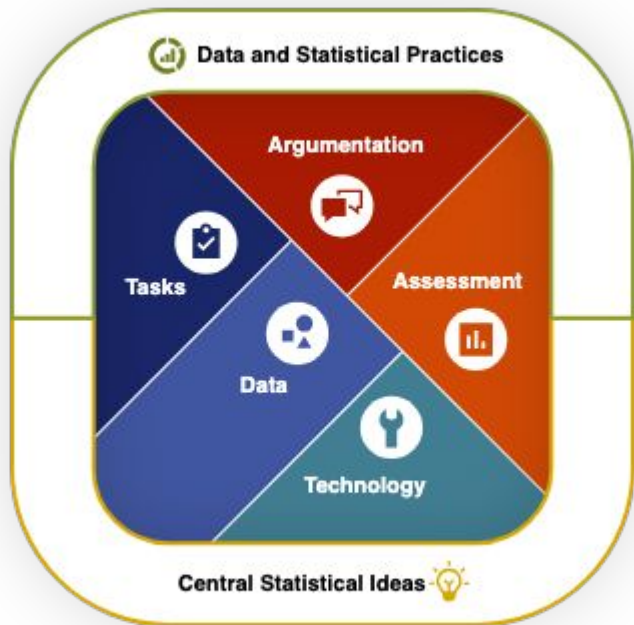 Data and Statistical Practices
Argumentation
Tasks
Assessment
Data
Technology
Central Statistical Ideas